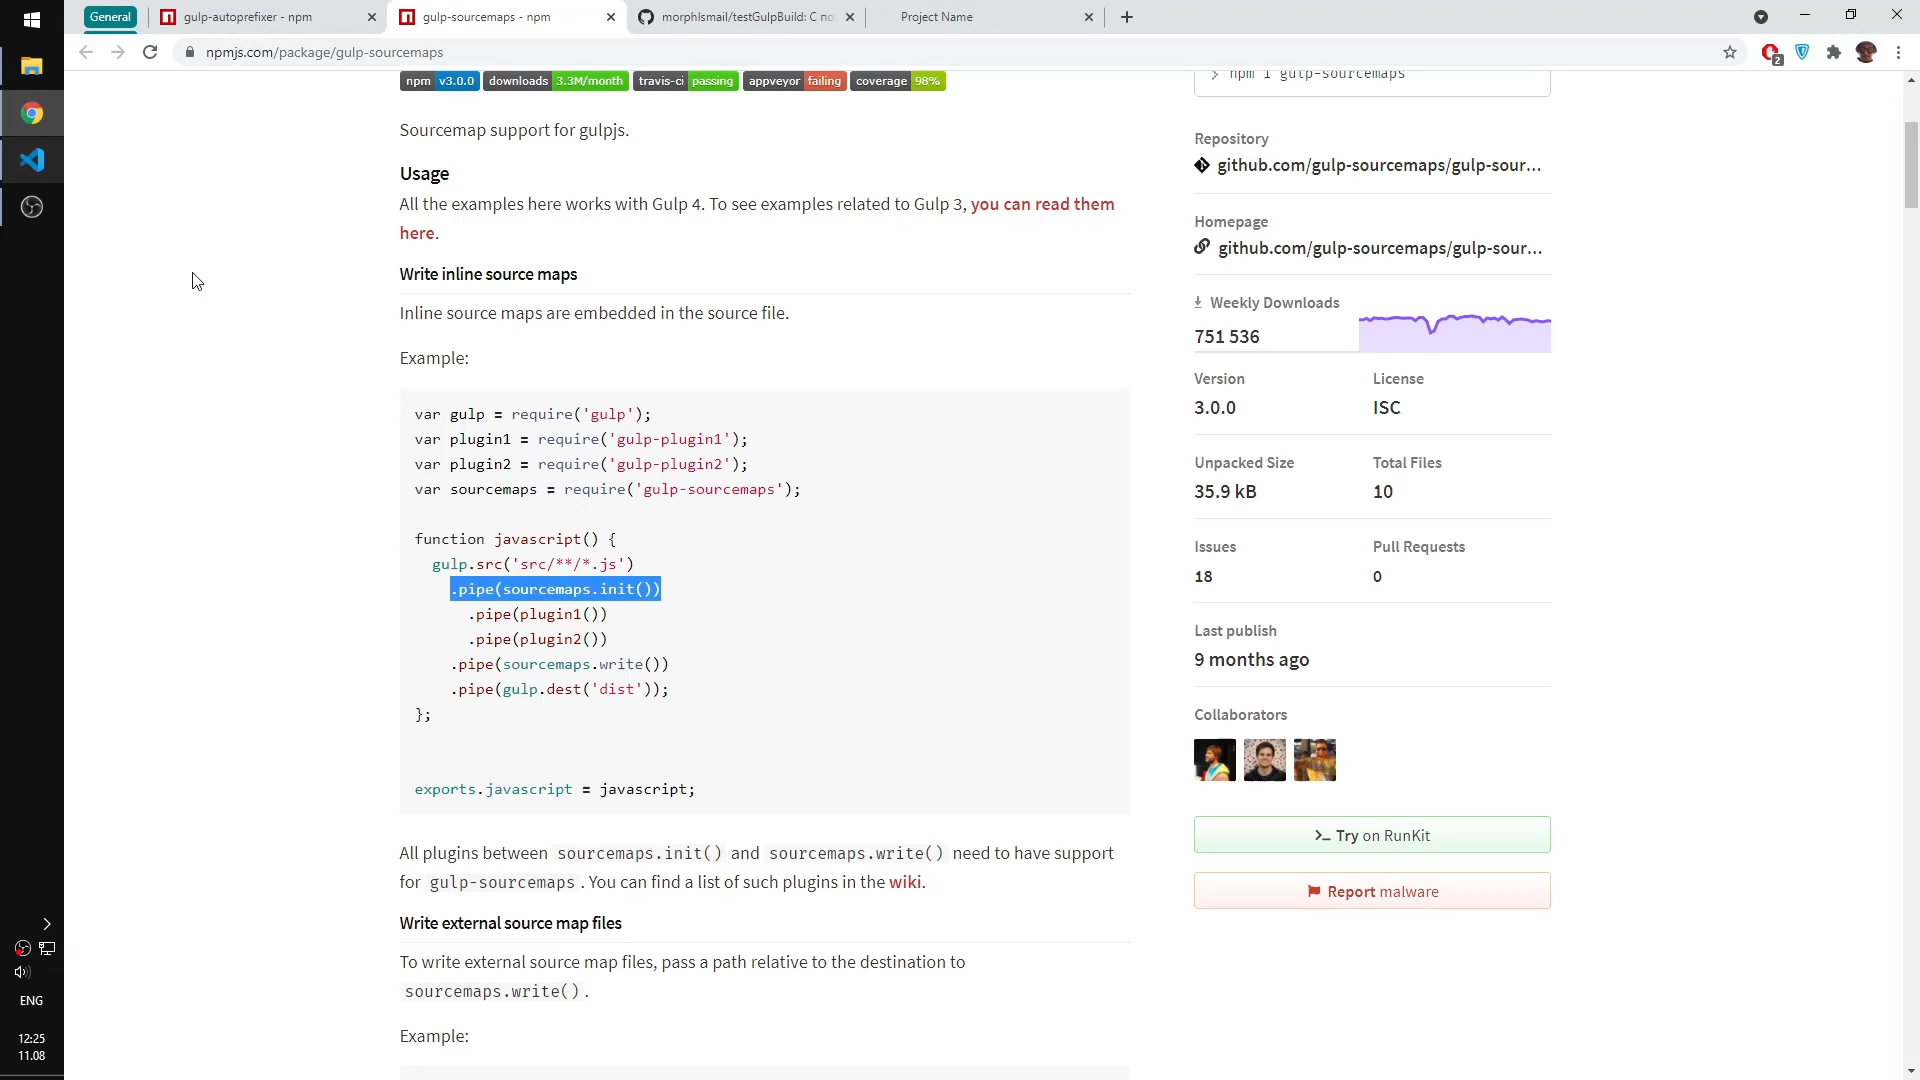 General
gulp-autoprefixer - npm
gulp-sourcemaps - npm
morphIsmail/testGulpBuild: С по
Project Name
npmjs.com/package/gulp-sourcemaps
2
npm v3.0.0 downloads 3.3M/month travis-ci passing appveyor failing coverage 98%
Sourcemap support for gulpjs.
Usage
All the examples here works with Gulp 4. To see examples related to Gulp 3, you can read them
here.
Write inline source maps
Inline source maps are embedded in the source file.
Example:
var gulp = require('gulp');
var plugin1 = require('gulp-plugin1');
var plugin2 = require('gulp-plugin2');
var sourcemaps = require('gulp-sourcemaps');
function javascript() {
gulp.src('src/**/*.js')
.pipe(sourcemaps.init())
.pipe(plugin1())
.pipe(plugin2())
.pipe(sourcemaps.write())
.pipe(gulp.dest('dist'));
};
exports.javascript = javascript;
All plugins between sourcemaps.init() and sourcemaps.write() need to have support
for gulp-sourcemaps. You can find a list of such plugins in the wiki.
Write external source map files
To write external source map files, pass a path relative to the destination to
sourcemaps.write().
Example:
> npm i gulp-sourcemaps
Repository
github.com/gulp-sourcemaps/gulp-sour...
Homepage
github.com/gulp-sourcemaps/gulp-sour...
Weekly Downloads
751 536
Version
3.0.0
License
ISC
Unpacked Size
35.9 kB
Total Files
10
Issues
18
Pull Requests
0
Last publish
9 months ago
Collaborators
Try on RunKit
Report malware
ENG
12:25
11.08